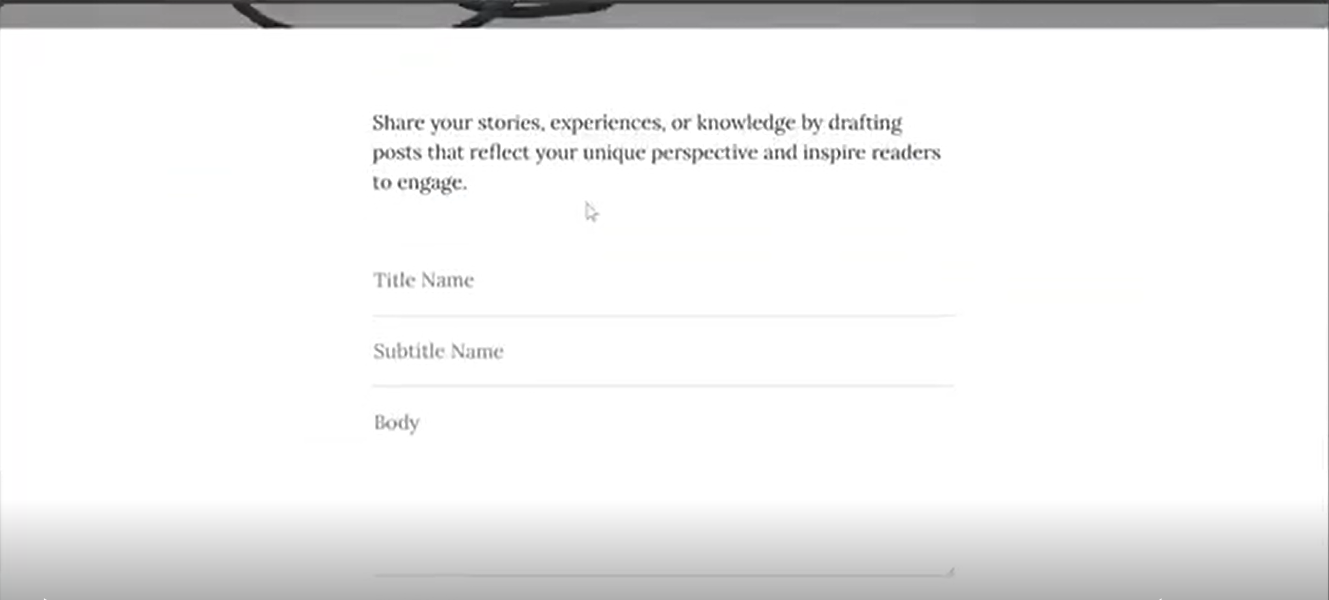 Share your stories, experiences, or knowledge by drafting
posts that reflect your unique perspective and inspire readers
to engage.
Title Name
Subtitle Name
Body